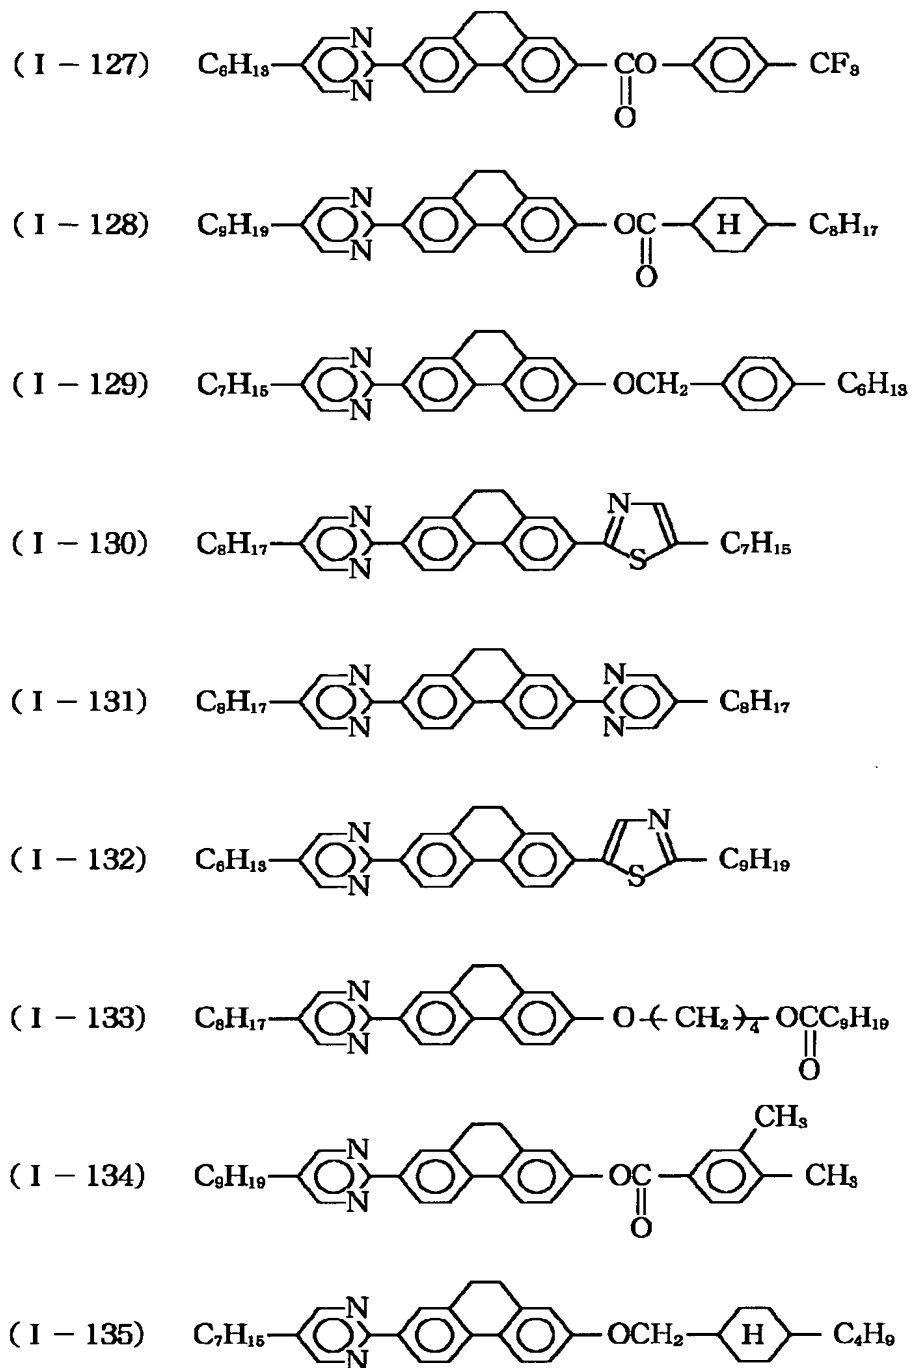 (I-127) C₆H₁₃ N N CO O CF₃
(I-128) C₉H₁₉ N N OC O H C₈H₁₇
(I-129) C₇H₁₅ N N OCH₂ C₆H₁₃
(I-130) C₈H₁₇ N N N S C₇H₁₅
(I-131) C₈H₁₇ N N N N C₈H₁₇
(I-132) C₆H₁₃ N N N S C₉H₁₉
(I-133) C₈H₁₇ N N O-(CH₂)₄-OCC₉H₁₉ O
(I-134) C₉H₁₉ N N OC O CH₃ CH₃
(I-135) C₇H₁₅ N N OCH₂ H C₄H₉